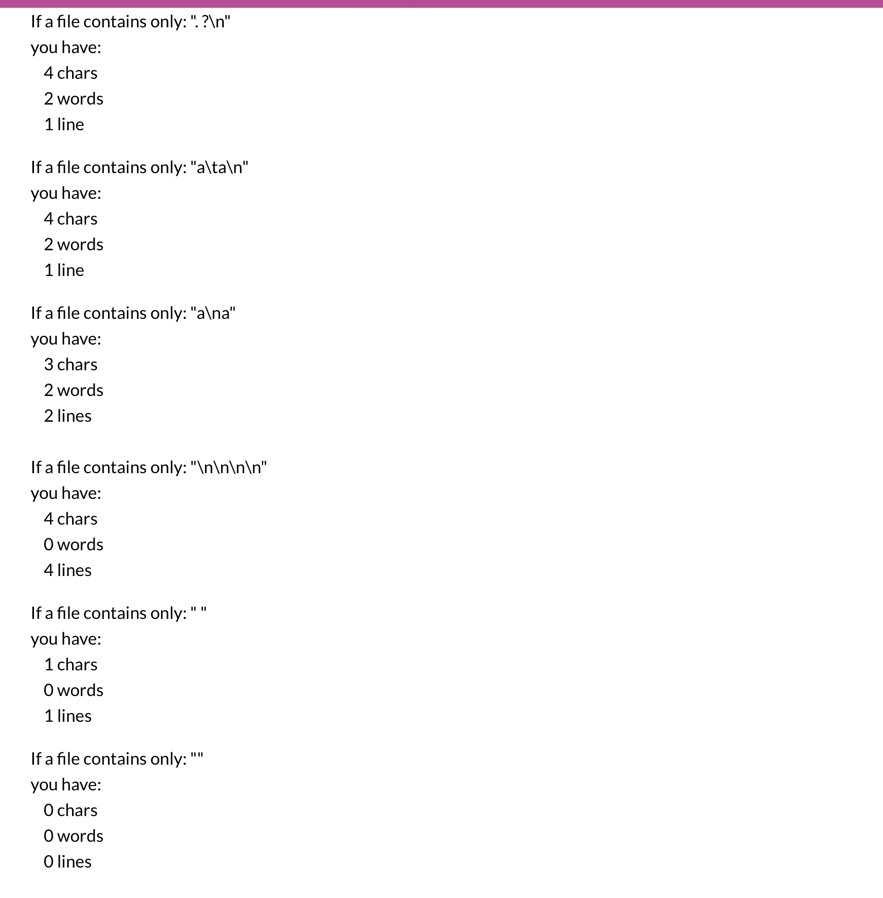 If a file contains only: ". ?\n"
you have:
4 chars
2 words
1 line
If a file contains only: "a\ta\n"
you have:
4 chars
2 words
1 line
If a file contains only: "a\na"
you have:
3 chars
2 words
2 lines
If a file contains only: "\n\n\n\n"
you have:
4 chars
0 words
4 lines
If a file contains only: " "
you have:
1 chars
0 words
1 lines
If a file contains only: ""
you have:
0 chars
0 words
0 lines